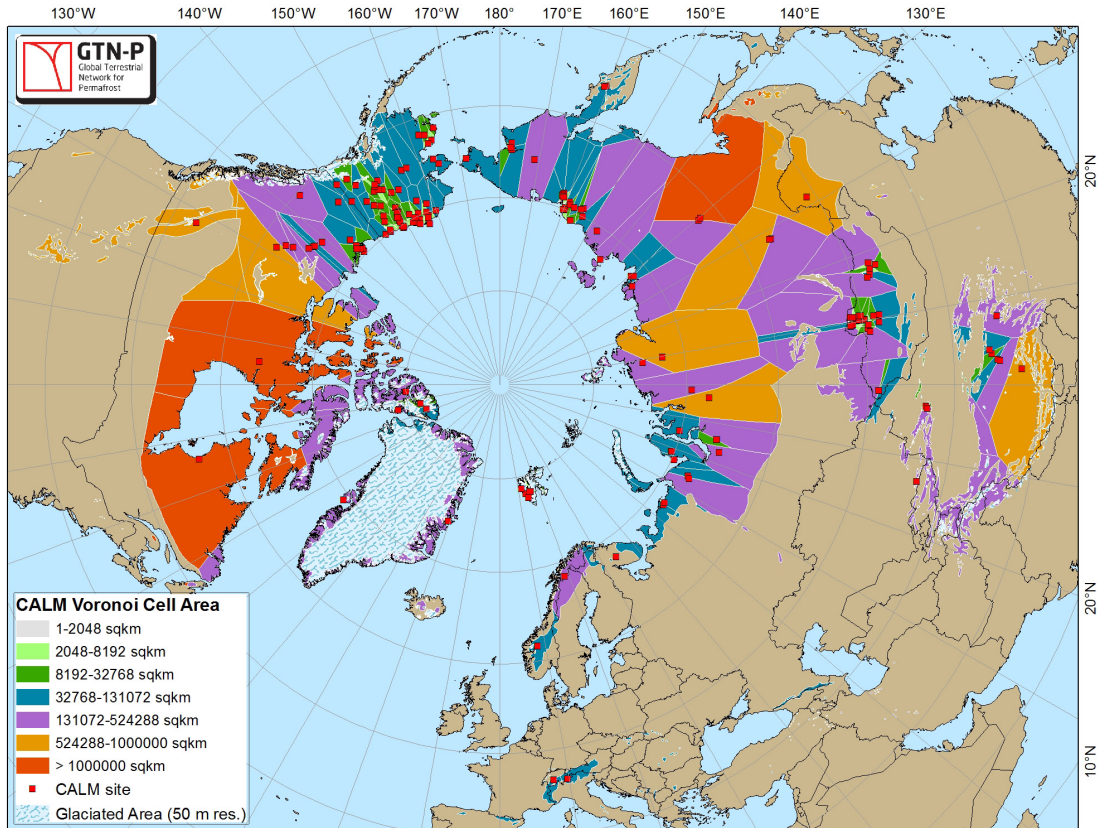 130°W 140°W 150°W 160°W 170°W 180° 170°E 160°E 150°E 140°E 130°E
GTN-P
Global Terrestrial
Network for
Permafrost
20°N
20°N
10°N
CALM Voronoi Cell Area
1-2048 sqkm
2048-8192 sqkm
8192-32768 sqkm
32768-131072 sqkm
131072-524288 sqkm
524288-1000000 sqkm
> 1000000 sqkm
CALM site
Glaciated Area (50 m res.)